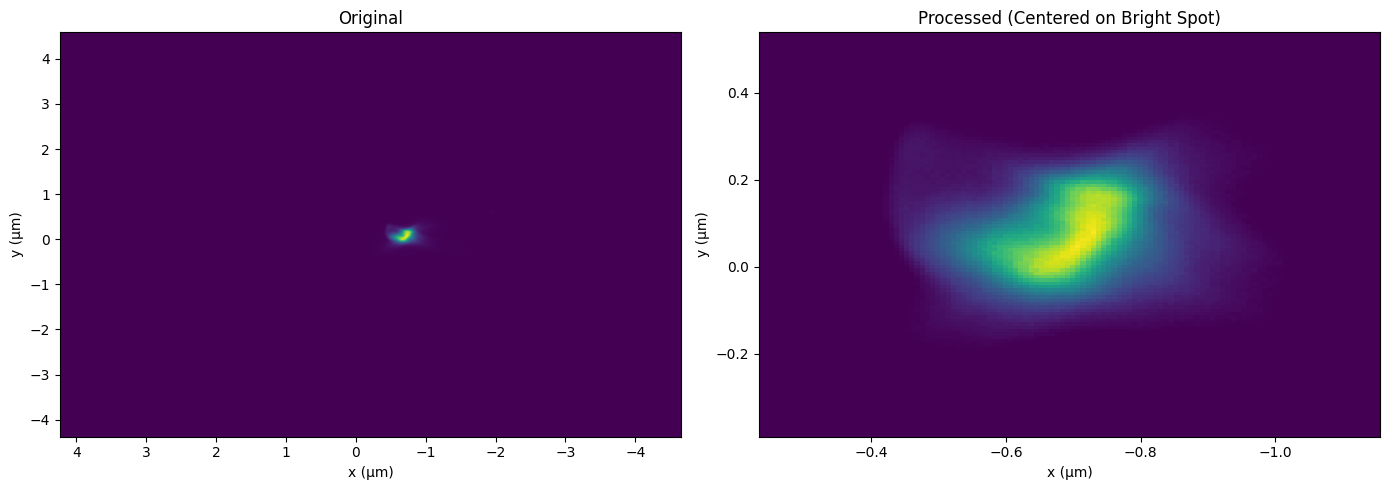 Original
Processed (Centered on Bright Spot)
y (µm)
4
3
2
1
0
−1
−2
−3
−4
4 3 2 1 0 −1 −2 −3 −4
x (µm)
y (µm)
0.4
0.2
0.0
−0.2
−0.4 −0.6 −0.8 −1.0
x (µm)